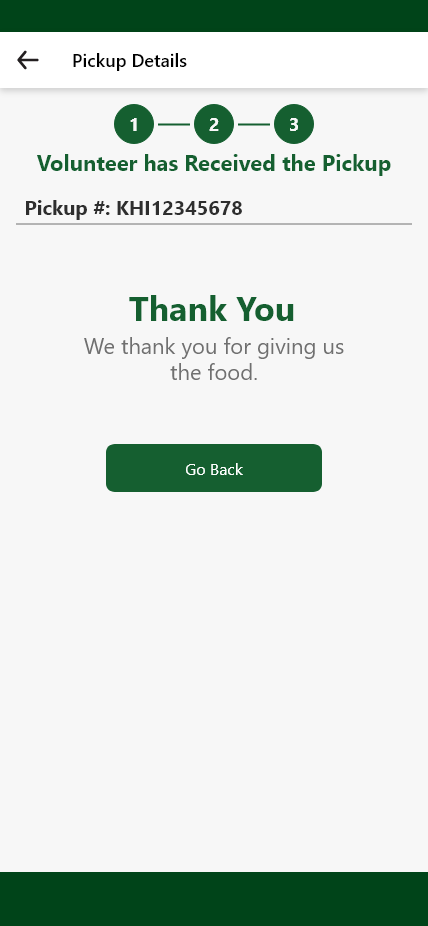 Pickup Details
1 2 3
Volunteer has Received the Pickup
Pickup #: KHI12345678
Thank You
We thank you for giving us
the food.
Go Back